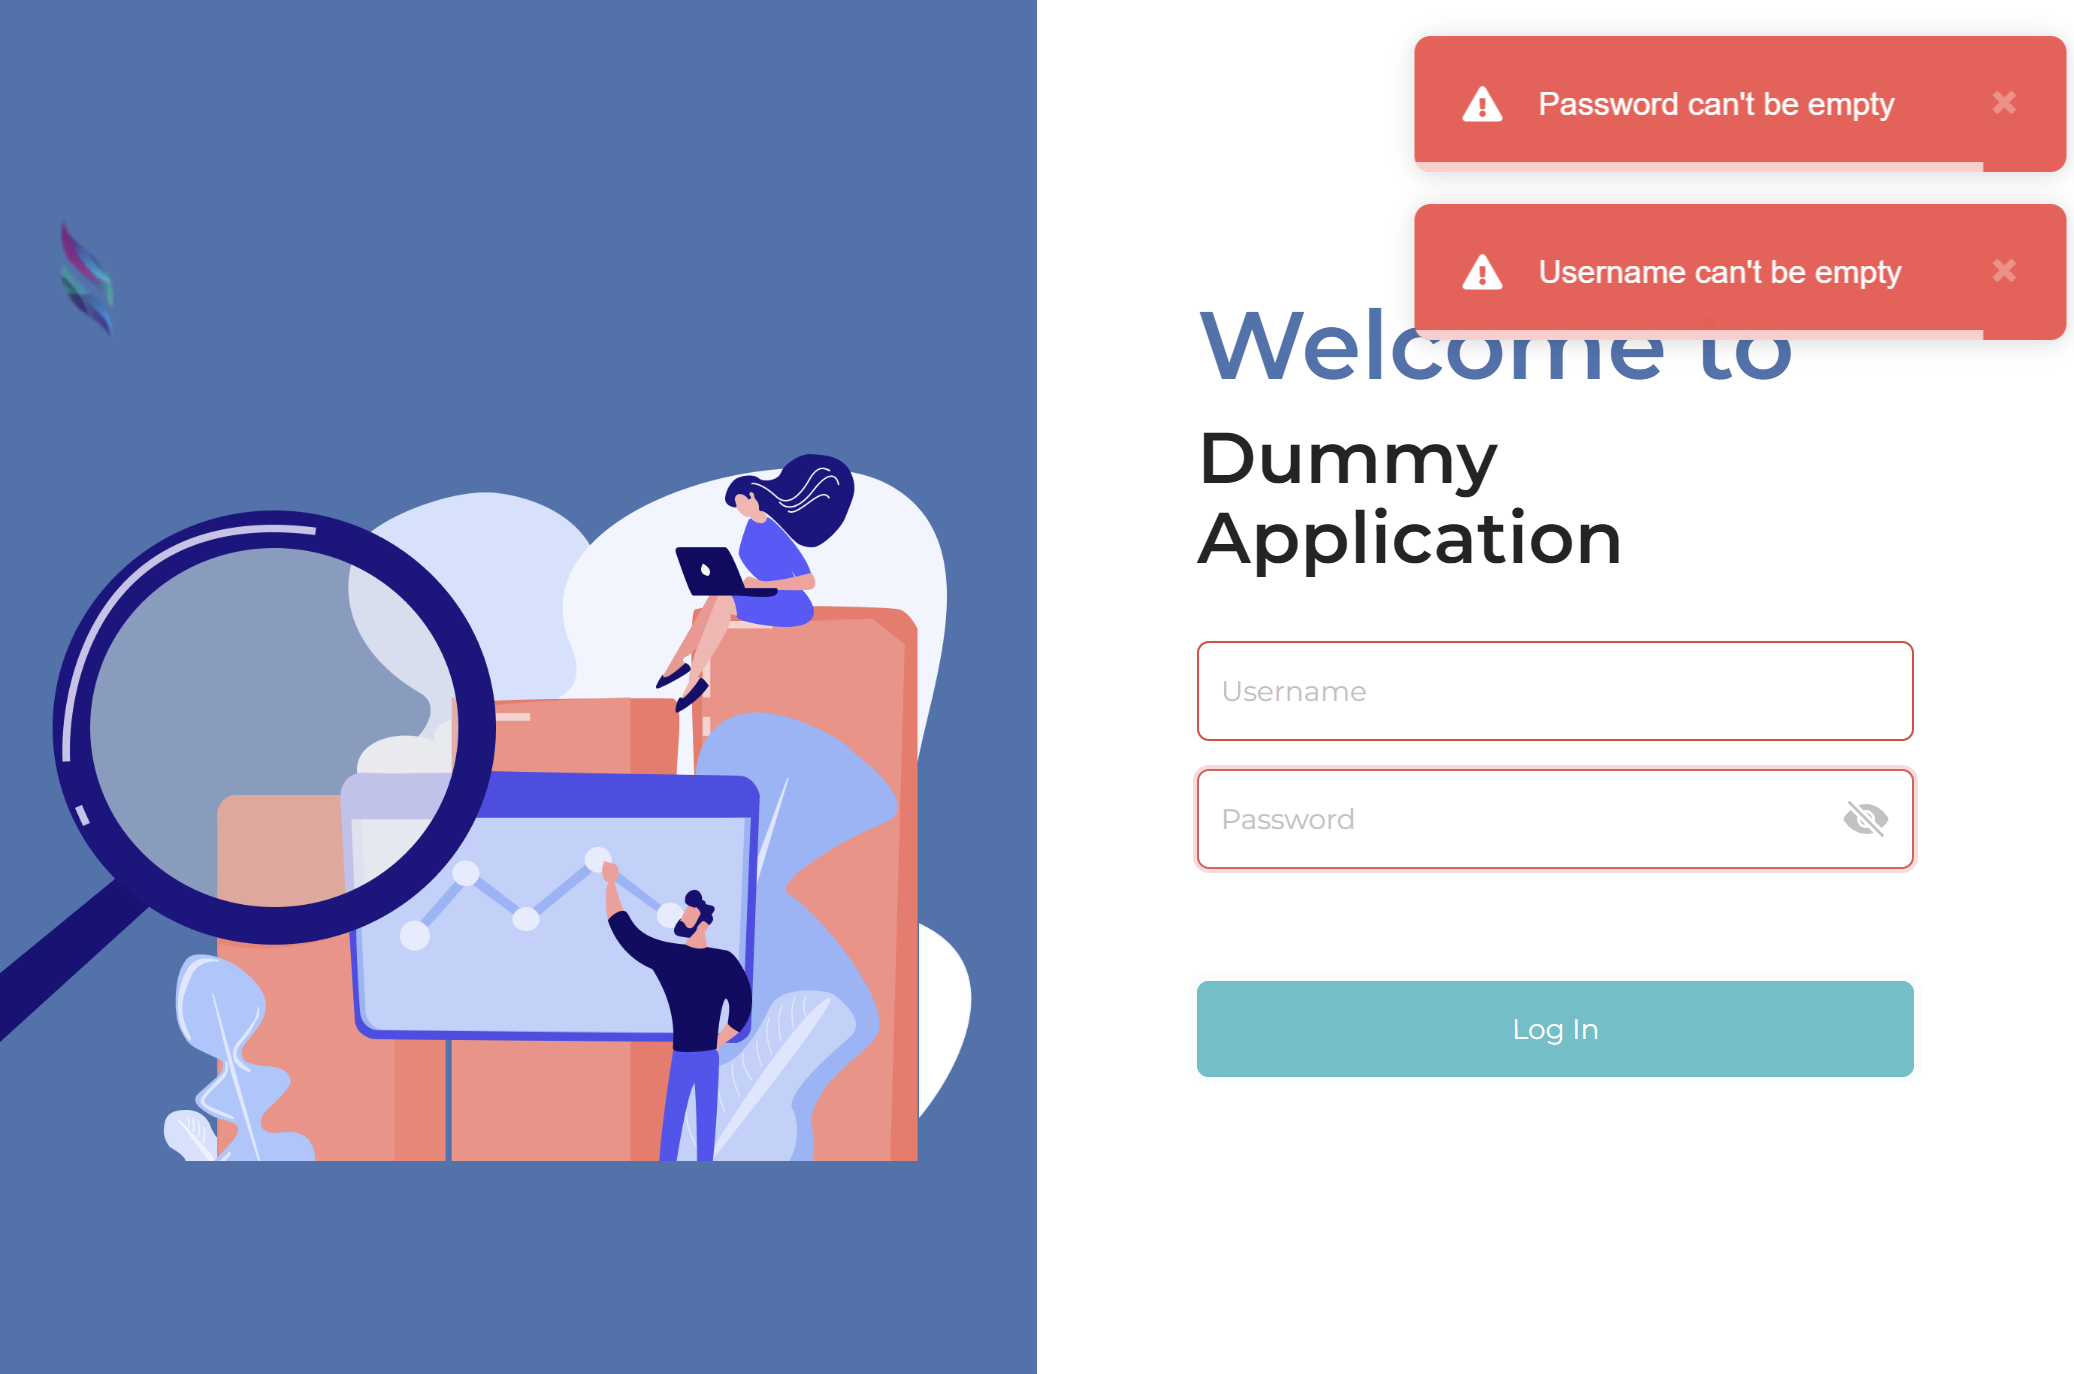 Password can't be empty
Username can't be empty
Welcome to
Dummy
Application
Username
Password
Log In